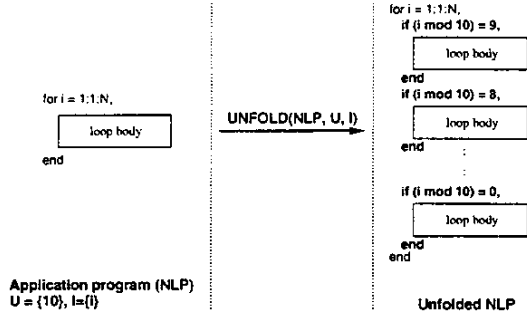 for i = 1:1:N,
loop body
end
Application program (NLP)
U = {10}, I={i}
UNFOLD(NLP, U, I)
for i = 1:1:N,
if (i mod 10) = 9,
loop body
end
if (i mod 10) = 8,
loop body
end
:
:
if (i mod 10) = 0,
loop body
end
end
Unfolded NLP